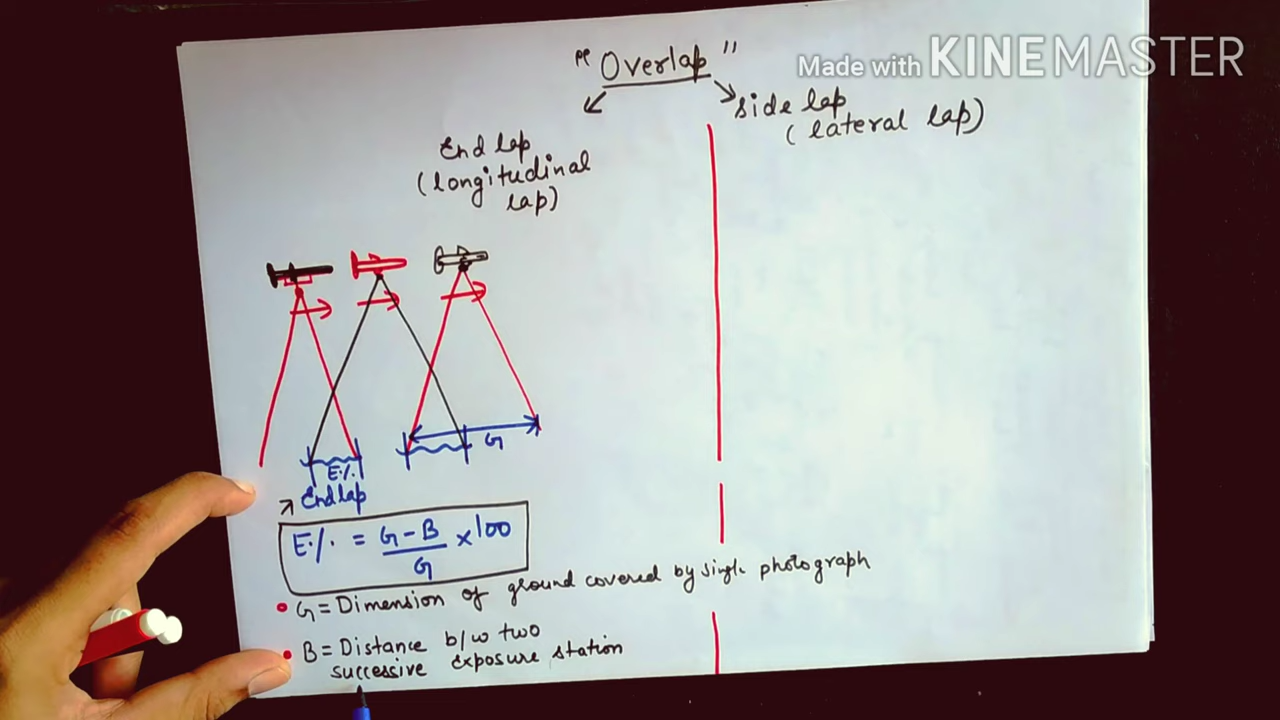 "Overlap"
Made with KINEMASTER
End lap
(longitudinal
lap)
side lap
(lateral lap)
G
E%
End lap
E% = G-B/G ×100
G = Dimension of ground covered by single photograph
B = Distance b/w two
successive exposure station